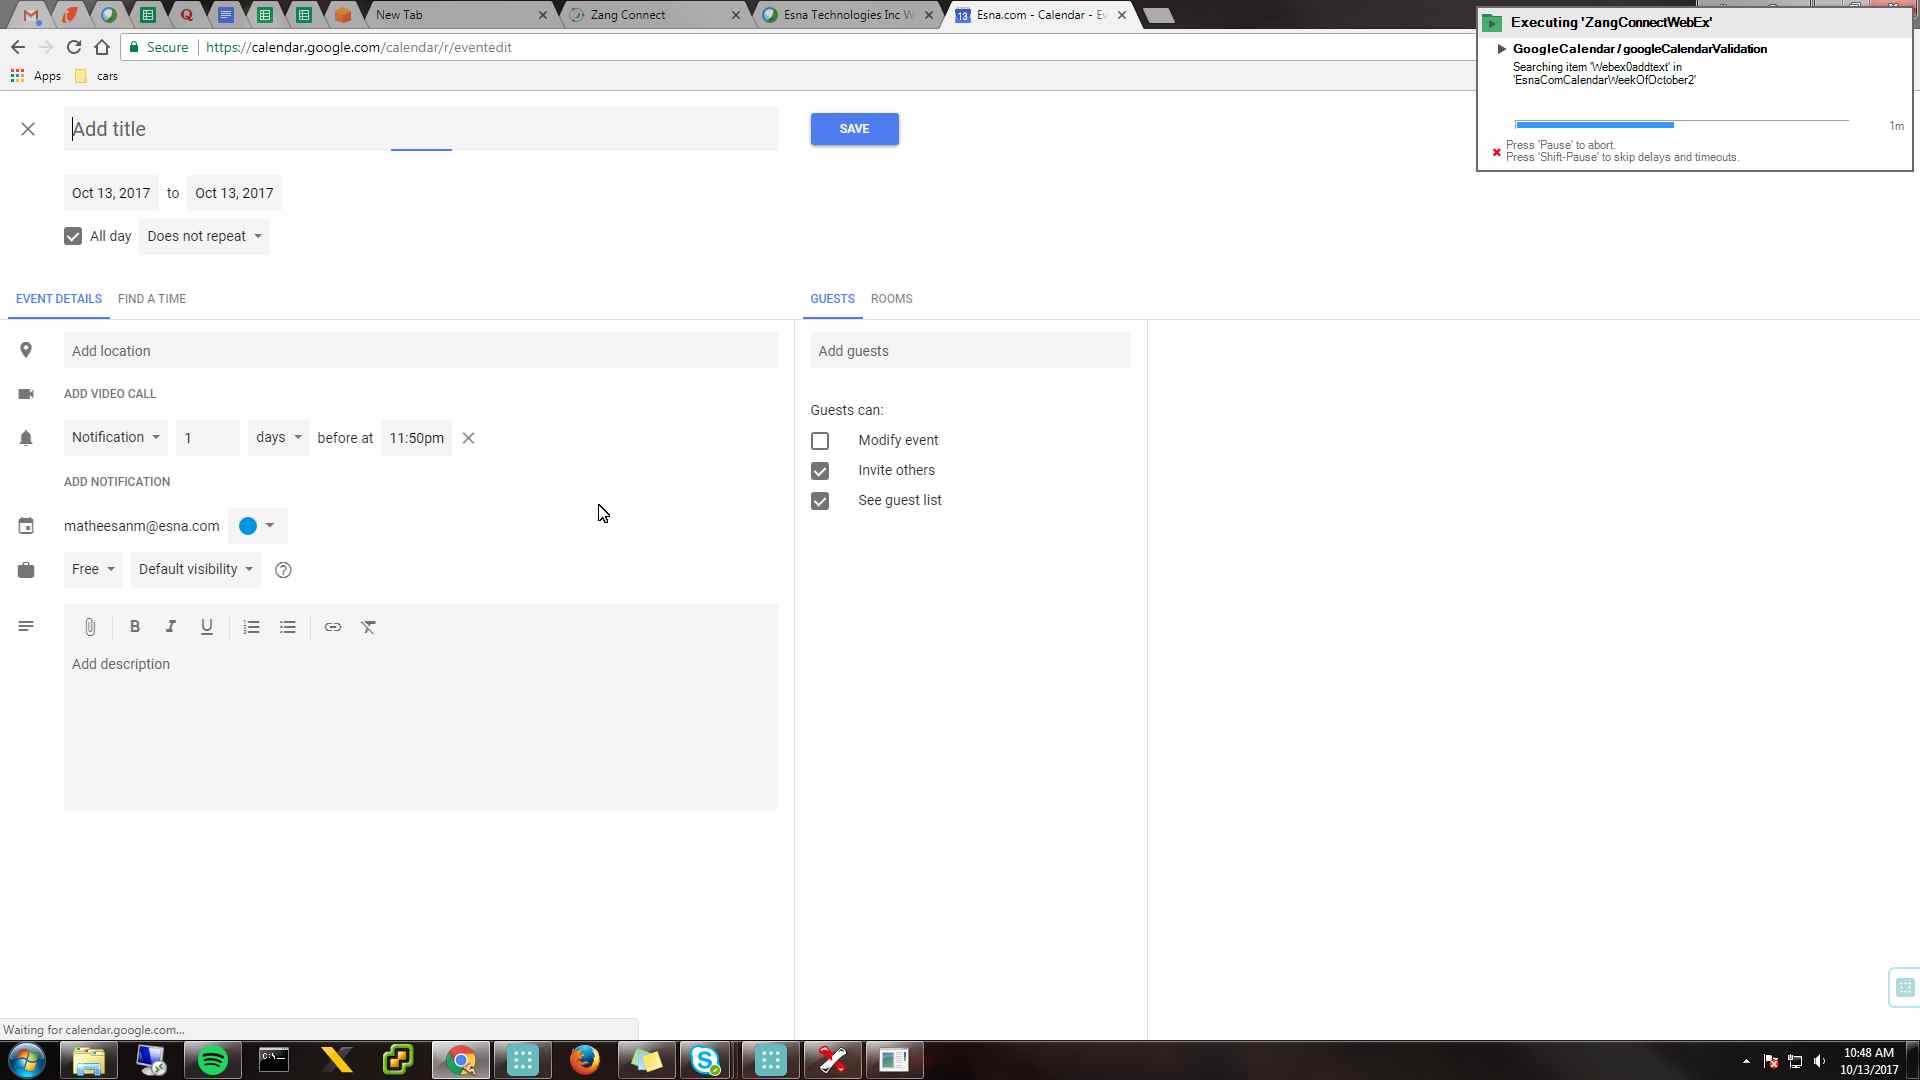 New Tab
Zang Connect
Esna Technologies Inc W
Esna.com - Calendar - Ev
Secure
https://calendar.google.com/calendar/r/eventedit
Apps
cars
Executing 'ZangConnectWebEx'
GoogleCalendar / googleCalendarValidation
Searching item 'Webex0addtext' in
'EsnaComCalendarWeekOfOctober2'
1m
Press 'Pause' to abort.
Press 'Shift-Pause' to skip delays and timeouts.
Add title
SAVE
Oct 13, 2017 to Oct 13, 2017
All day Does not repeat
EVENT DETAILS FIND A TIME
GUESTS ROOMS
Add location
Add guests
ADD VIDEO CALL
Guests can:
Notification 1 days before at 11:50pm
Modify event
Invite others
ADD NOTIFICATION
See guest list
matheesanm@esna.com
Free Default visibility
B I U
Add description
Waiting for calendar.google.com...
10:48 AM
10/13/2017